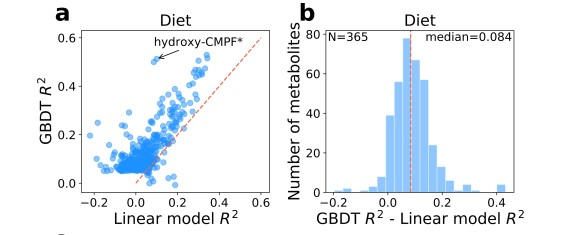 a
Diet
GBDT R²
0.6
0.4
0.2
0.0
hydroxy-CMPF*
−0.2 0.0 0.2 0.4 0.6
Linear model R²
b
Diet
Number of metabolites
80
60
40
20
0
N=365
median=0.084
−0.2 0.0 0.2 0.4
GBDT R² - Linear model R²